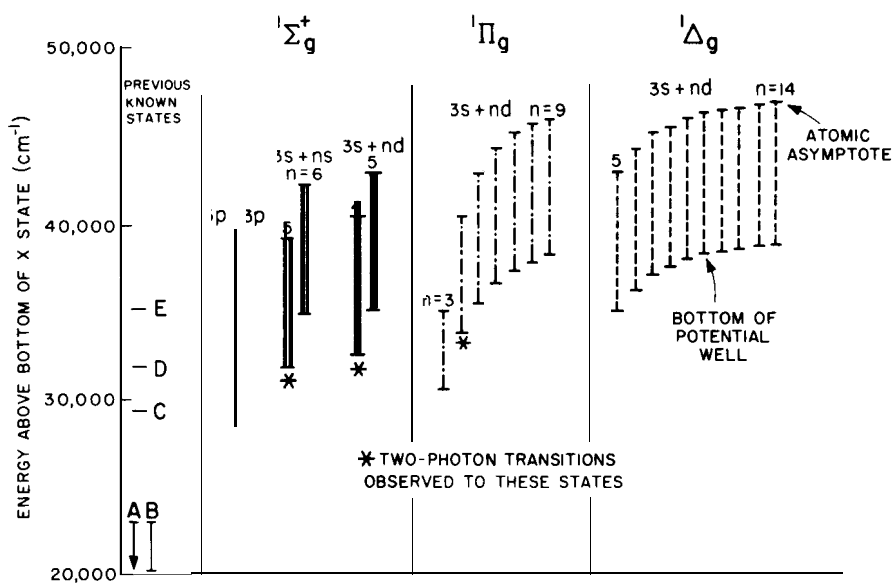 ¹Σg⁺
¹Πg
¹Δg
50,000
40,000
30,000
20,000
ENERGY ABOVE BOTTOM OF X STATE (cm⁻¹)
PREVIOUS
KNOWN
STATES
E
D
C
A B
3p
3s + ns
n = 6
5
3s + nd
5
4
3s + nd n=9
n=3
3s + nd n=14
5
ATOMIC
ASYMPTOTE
BOTTOM OF
POTENTIAL
WELL
* TWO-PHOTON TRANSITIONS
OBSERVED TO THESE STATES